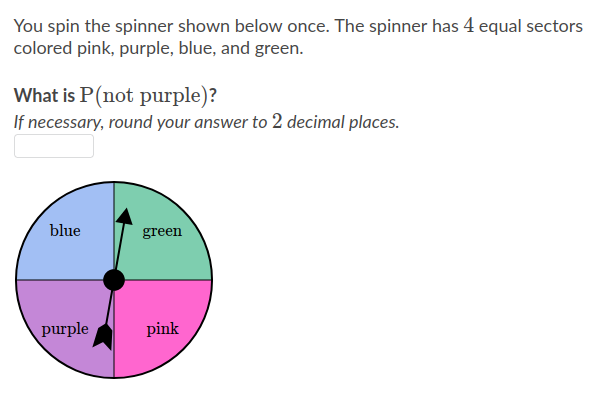 You spin the spinner shown below once. The spinner has 4 equal sectors
colored pink, purple, blue, and green.
What is P(not purple)?
If necessary, round your answer to 2 decimal places.
blue green
purple pink